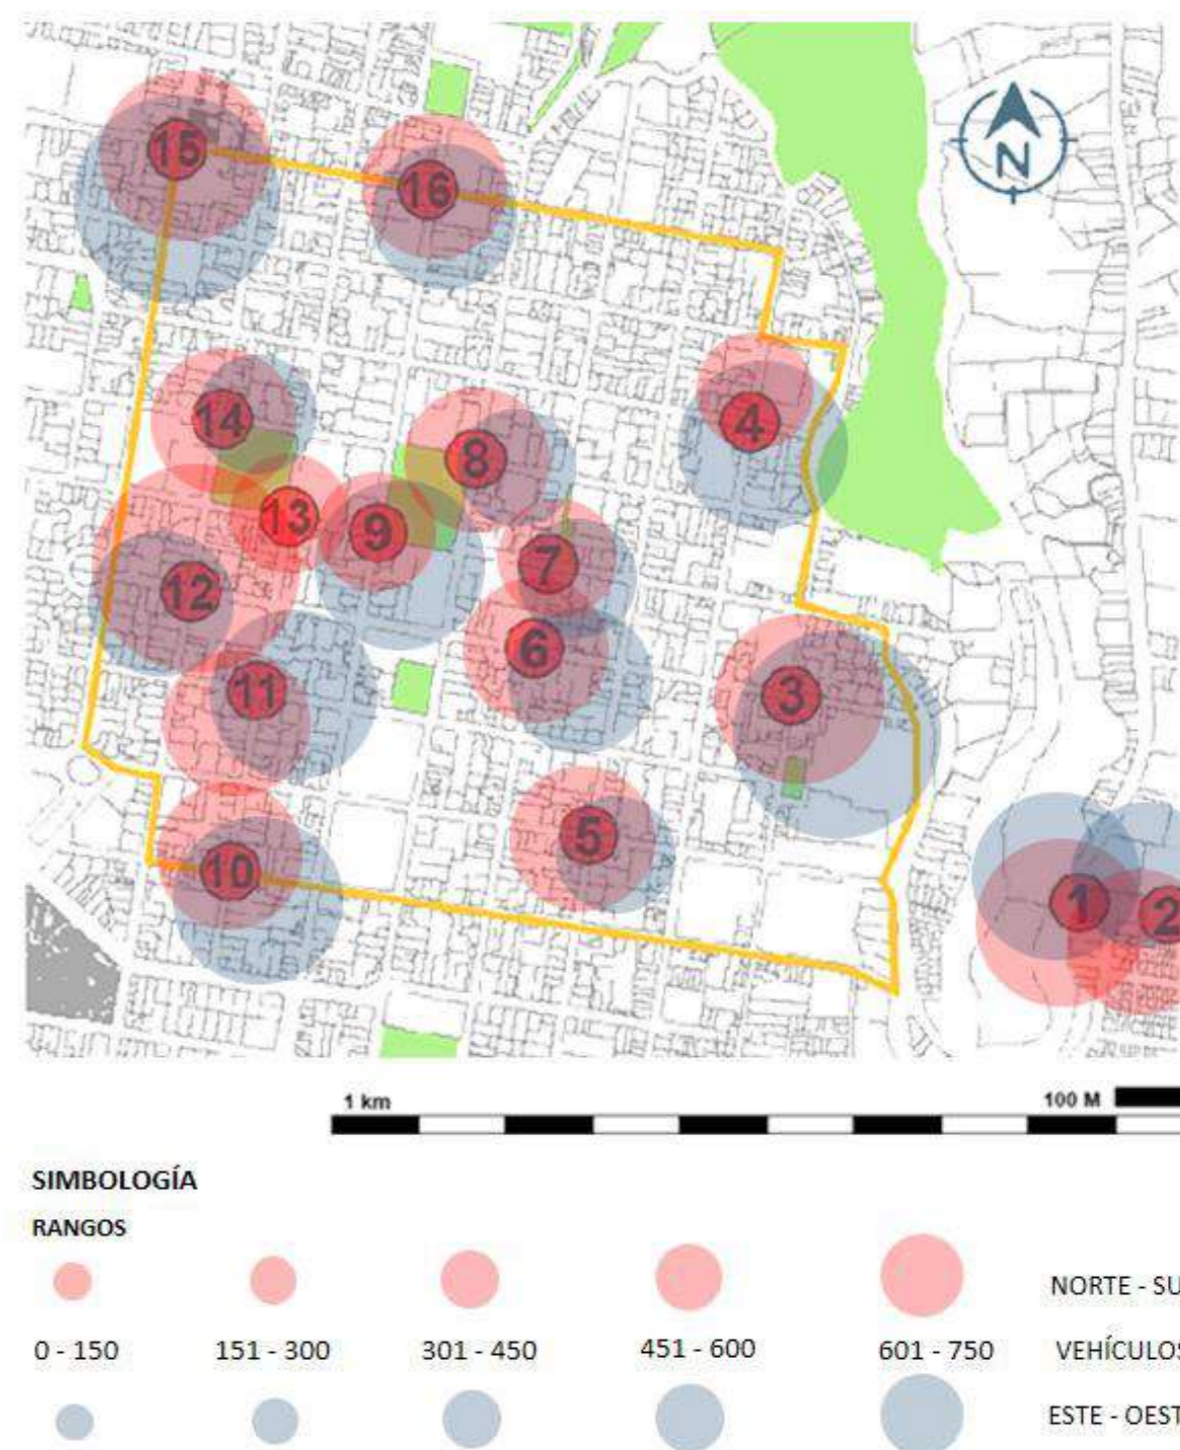 N
15
16
14
4
8
13
9
7
12
6
11
3
5
10
1
2
1 km
100 M
SIMBOLOGÍA
RANGOS
NORTE - SU
0 - 150
151 - 300
301 - 450
451 - 600
601 - 750
VEHÍCULOS
ESTE - OEST